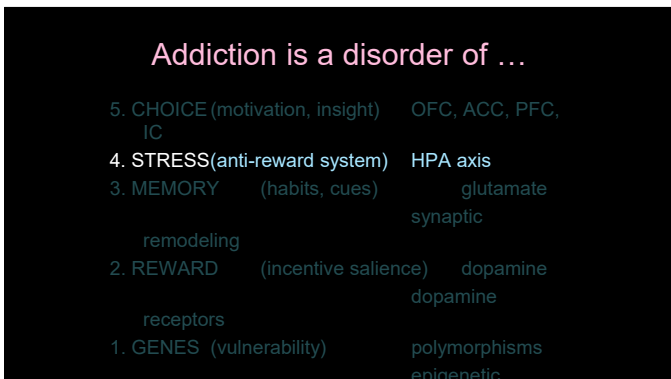 Addiction is a disorder of …
5. CHOICE (motivation, insight) OFC, ACC, PFC,
IC
4. STRESS(anti-reward system) HPA axis
3. MEMORY (habits, cues) glutamate
synaptic
remodeling
2. REWARD (incentive salience) dopamine
dopamine
receptors
1. GENES (vulnerability) polymorphisms
epigenetic